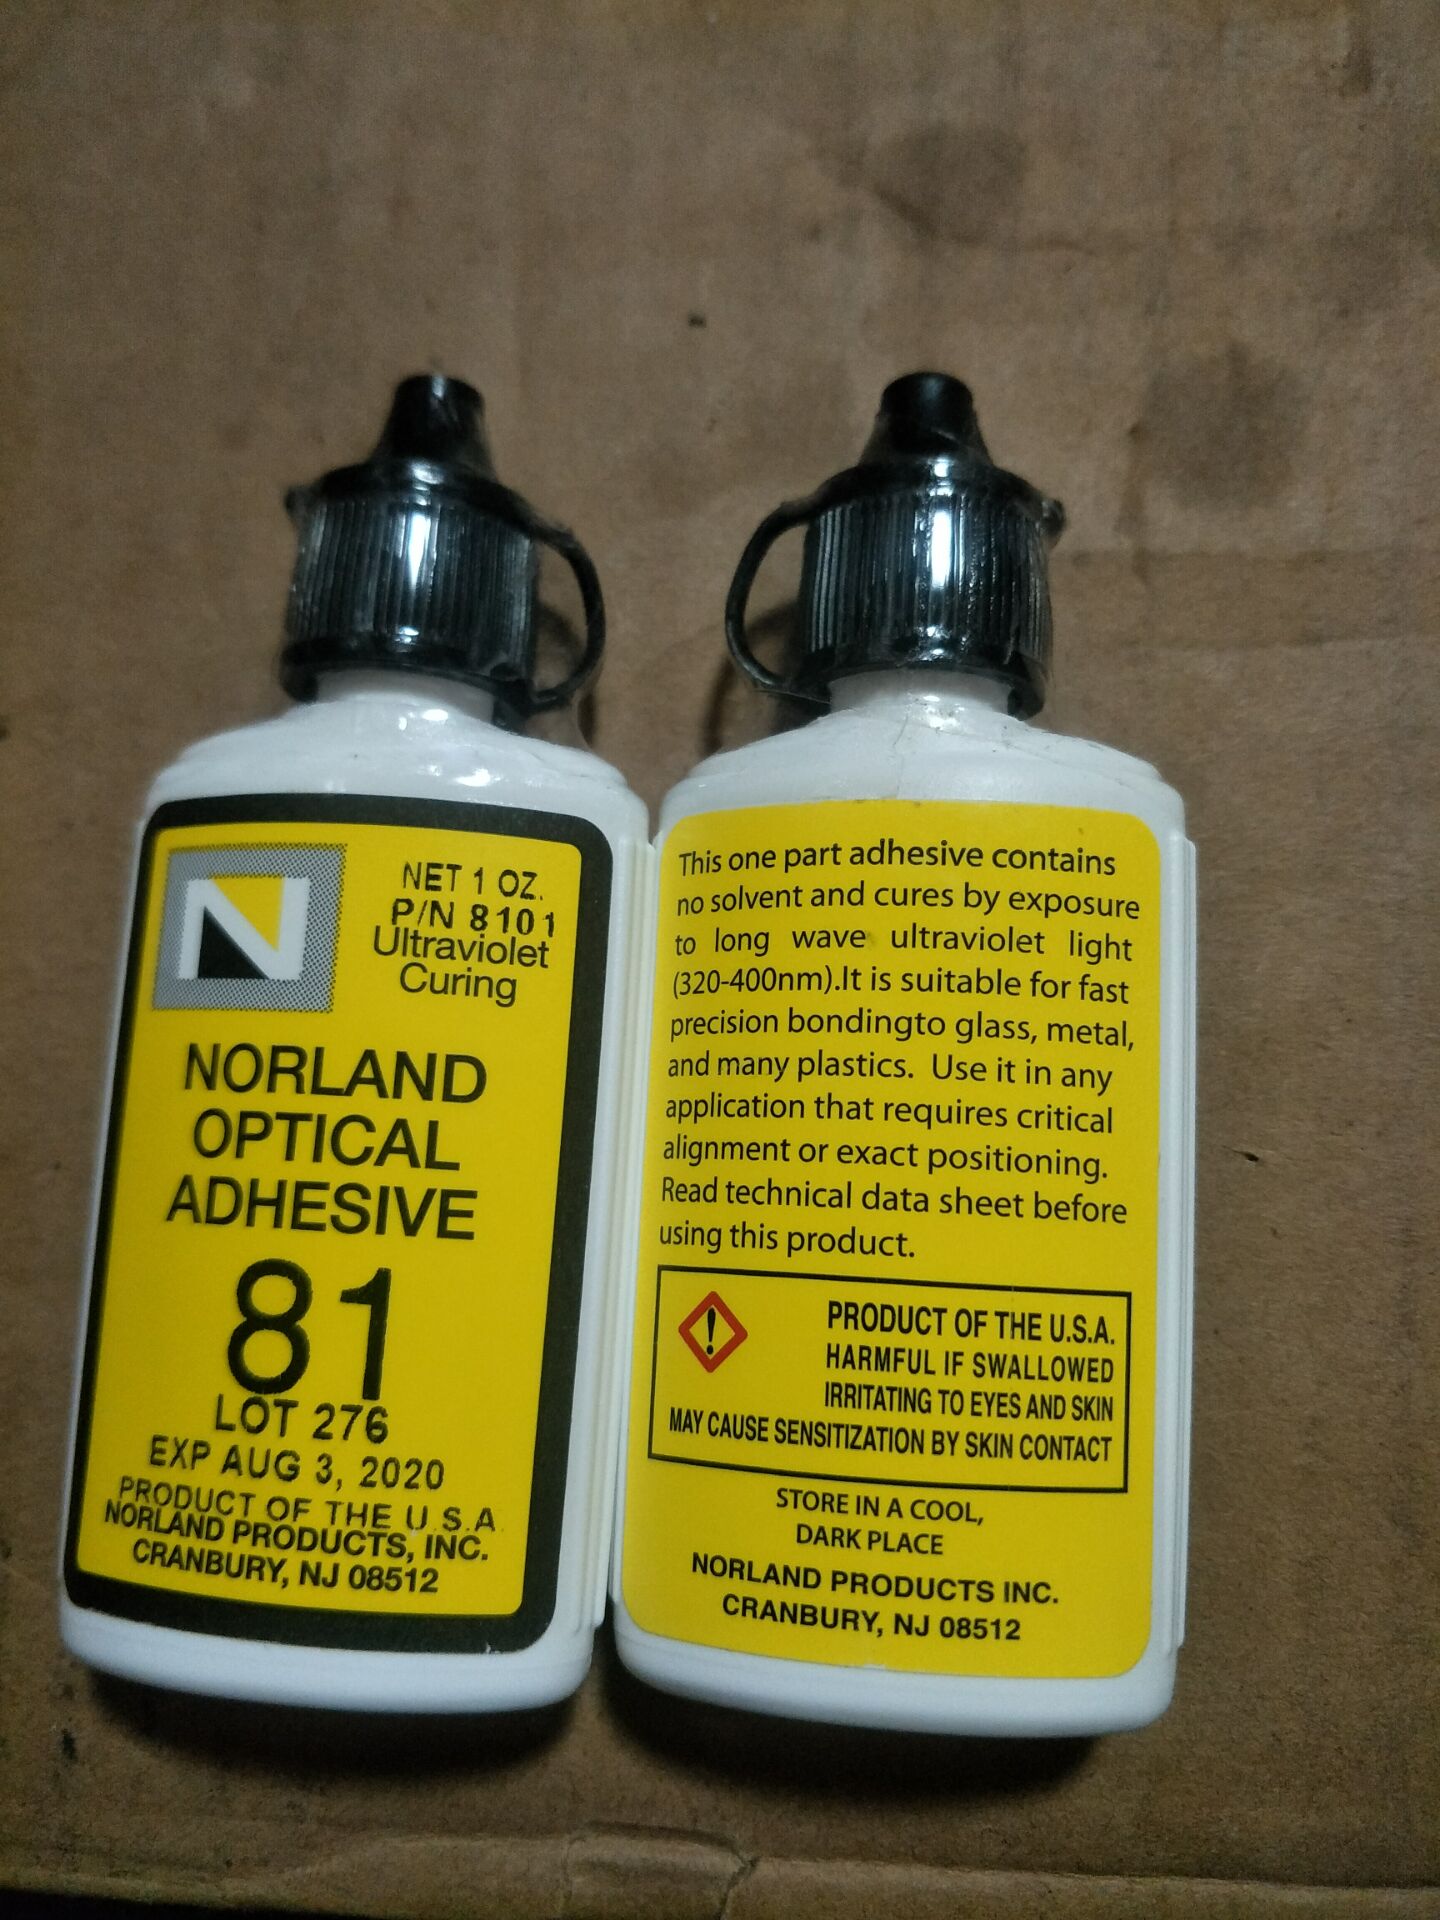 N
NET 1 OZ.
P/N 8101
Ultraviolet
Curing
NORLAND
OPTICAL
ADHESIVE
81
LOT 276
EXP AUG 3, 2020
PRODUCT OF THE U.S.A.
NORLAND PRODUCTS, INC.
CRANBURY, NJ 08512
This one part adhesive contains
no solvent and cures by exposure
to long wave ultraviolet light
(320-400nm).It is suitable for fast
precision bondingto glass, metal,
and many plastics. Use it in any
application that requires critical
alignment or exact positioning.
Read technical data sheet before
using this product.
!
PRODUCT OF THE U.S.A.
HARMFUL IF SWALLOWED
IRRITATING TO EYES AND SKIN
MAY CAUSE SENSITIZATION BY SKIN CONTACT
STORE IN A COOL,
DARK PLACE
NORLAND PRODUCTS INC.
CRANBURY, NJ 08512